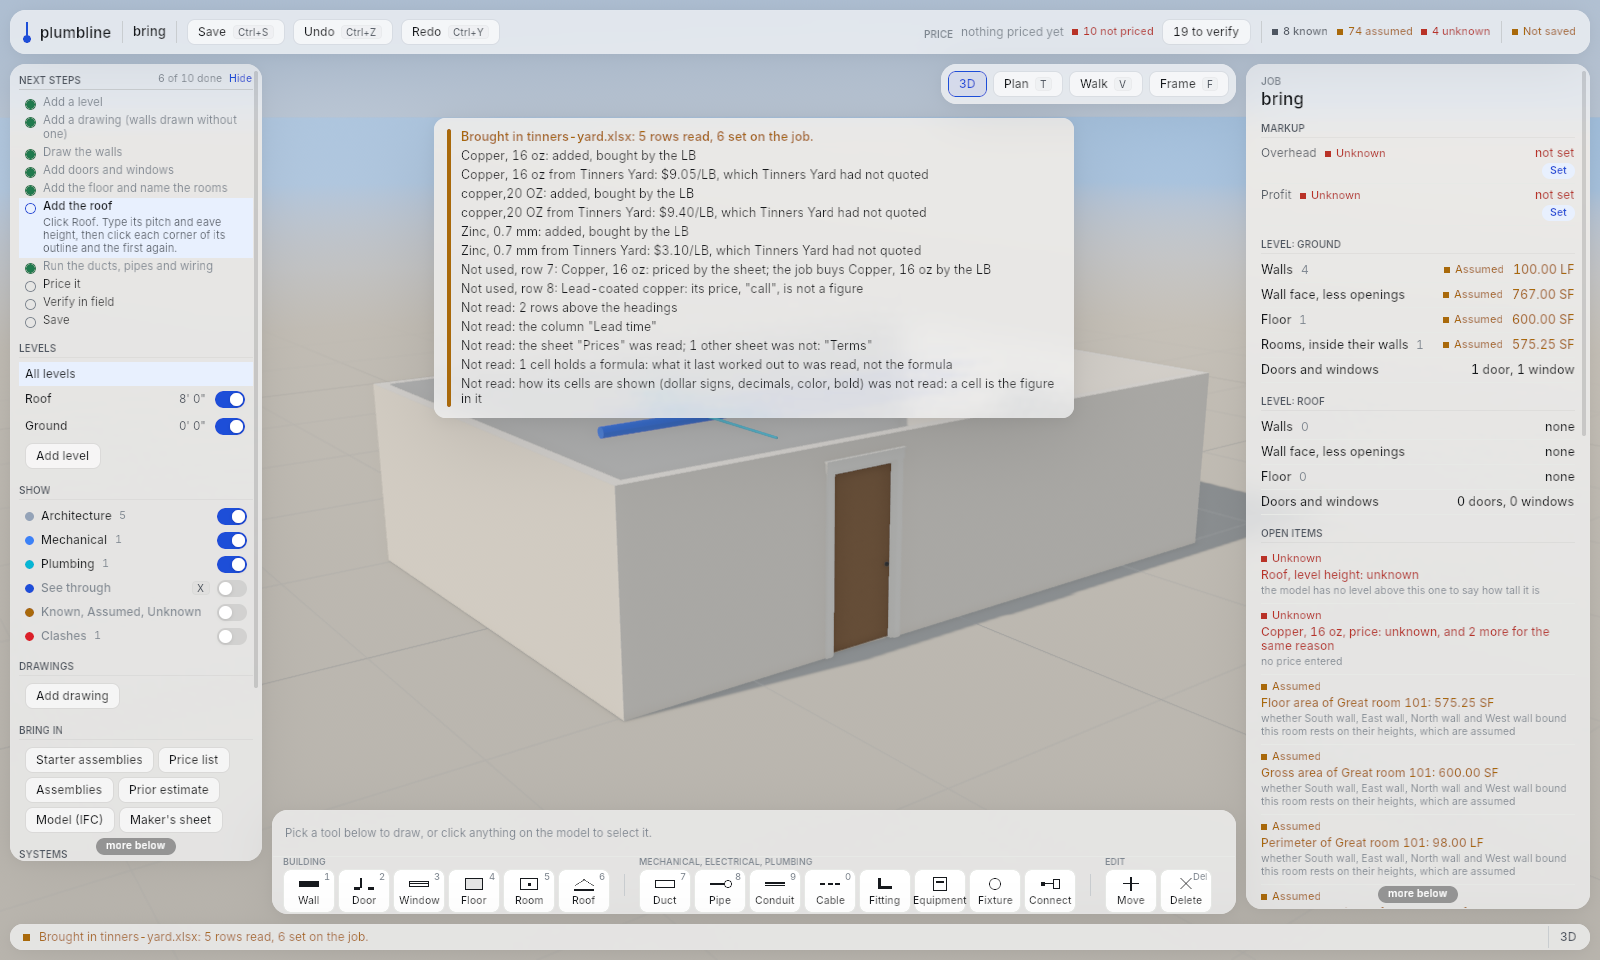 plumbline
bring
Save Ctrl+S
Undo Ctrl+Z
Redo Ctrl+Y
PRICE nothing priced yet
10 not priced
19 to verify
8 known
74 assumed
4 unknown
Not saved
NEXT STEPS
6 of 10 done Hide
Add a level
Add a drawing (walls drawn without
one)
Draw the walls
Add doors and windows
Add the floor and name the rooms
Add the roof
Click Roof. Type its pitch and eave
height, then click each corner of its
outline and the first again.
Run the ducts, pipes and wiring
Price it
Verify in field
Save
LEVELS
All levels
Roof 8' 0"
Ground 0' 0"
Add level
SHOW
Architecture 5
Mechanical 1
Plumbing 1
See through X
Known, Assumed, Unknown
Clashes 1
DRAWINGS
Add drawing
BRING IN
Starter assemblies
Price list
Assemblies
Prior estimate
Model (IFC)
Maker's sheet
more below
SYSTEMS
3D
Plan T
Walk V
Frame F
Brought in tinners-yard.xlsx: 5 rows read, 6 set on the job.
Copper, 16 oz: added, bought by the LB
Copper, 16 oz from Tinners Yard: $9.05/LB, which Tinners Yard had not quoted
copper,20 OZ: added, bought by the LB
copper,20 OZ from Tinners Yard: $9.40/LB, which Tinners Yard had not quoted
Zinc, 0.7 mm: added, bought by the LB
Zinc, 0.7 mm from Tinners Yard: $3.10/LB, which Tinners Yard had not quoted
Not used, row 7: Copper, 16 oz: priced by the sheet; the job buys Copper, 16 oz by the LB
Not used, row 8: Lead-coated copper: its price, "call", is not a figure
Not read: 2 rows above the headings
Not read: the column "Lead time"
Not read: the sheet "Prices" was read; 1 other sheet was not: "Terms"
Not read: 1 cell holds a formula: what it last worked out to was read, not the formula
Not read: how its cells are shown (dollar signs, decimals, color, bold) was not read: a cell is the figure
in it
Pick a tool below to draw, or click anything on the model to select it.
BUILDING
Wall 1
Door 2
Window 3
Floor 4
Room 5
Roof 6
MECHANICAL, ELECTRICAL, PLUMBING
Duct 7
Pipe 8
Conduit 9
Cable 0
Fitting
Equipment
Fixture
Connect
EDIT
Move
Delete Del
JOB
bring
MARKUP
Overhead Unknown not set
Set
Profit Unknown not set
Set
LEVEL: GROUND
Walls 4 Assumed 100.00 LF
Wall face, less openings Assumed 767.00 SF
Floor 1 Assumed 600.00 SF
Rooms, inside their walls 1 Assumed 575.25 SF
Doors and windows 1 door, 1 window
LEVEL: ROOF
Walls 0 none
Wall face, less openings none
Floor 0 none
Doors and windows 0 doors, 0 windows
OPEN ITEMS
Unknown
Roof, level height: unknown
the model has no level above this one to say how tall it is
Unknown
Copper, 16 oz, price: unknown, and 2 more for the
same reason
no price entered
Assumed
Floor area of Great room 101: 575.25 SF
whether South wall, East wall, North wall and West wall bound
this room rests on their heights, which are assumed
Assumed
Gross area of Great room 101: 600.00 SF
whether South wall, East wall, North wall and West wall bound
this room rests on their heights, which are assumed
Assumed
Perimeter of Great room 101: 98.00 LF
whether South wall, East wall, North wall and West wall bound
this room rests on their heights, which are assumed
Assumed
more below
Brought in tinners-yard.xlsx: 5 rows read, 6 set on the job.
3D